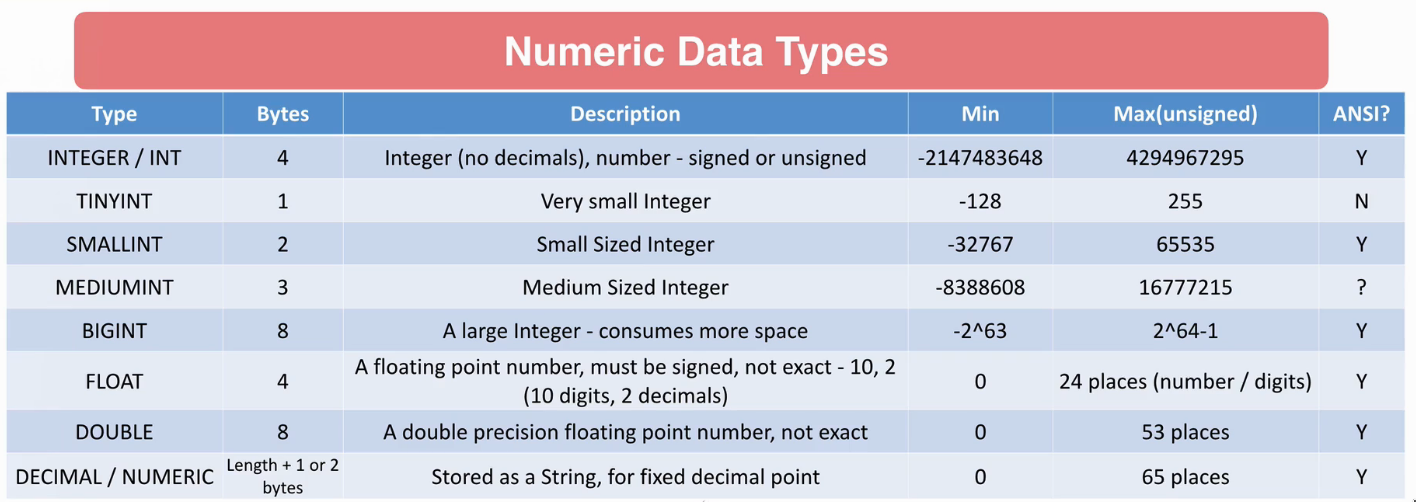 Numeric Data Types
Type Bytes Description Min Max(unsigned) ANSI?
INTEGER / INT 4 Integer (no decimals), number - signed or unsigned -2147483648 4294967295 Y
TINYINT 1 Very small Integer -128 255 N
SMALLINT 2 Small Sized Integer -32767 65535 Y
MEDIUMINT 3 Medium Sized Integer -8388608 16777215 ?
BIGINT 8 A large Integer - consumes more space -2^63 2^64-1 Y
FLOAT 4 A floating point number, must be signed, not exact - 10, 2
(10 digits, 2 decimals) 0 24 places (number / digits) Y
DOUBLE 8 A double precision floating point number, not exact 0 53 places Y
DECIMAL / NUMERIC Length + 1 or 2
bytes Stored as a String, for fixed decimal point 0 65 places Y